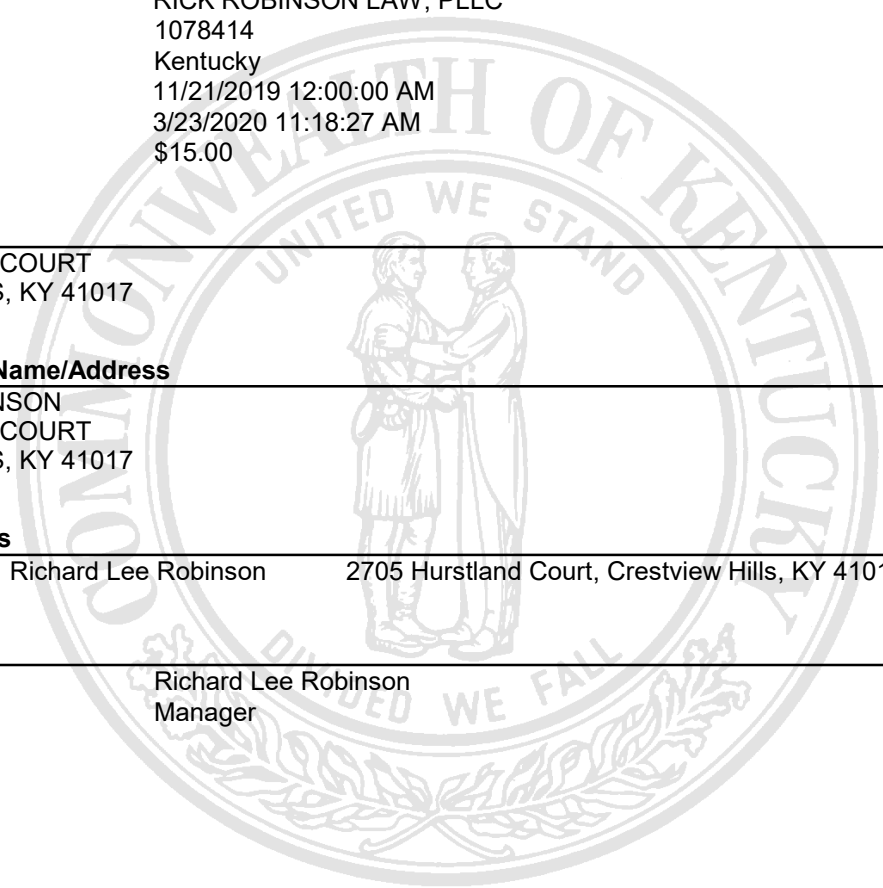 RICK ROBINSON LAW, PLLC
1078414
Kentucky
11/21/2019 12:00:00 AM
3/23/2020 11:18:27 AM
$15.00
COURT
S, KY 41017
Name/Address
NSON
COURT
S, KY 41017
s
Richard Lee Robinson 2705 Hurstland Court, Crestview Hills, KY 4101
Richard Lee Robinson
Manager
COMMONWEALTH OF KENTUCKY
UNITED WE STAND
DIVIDED WE FALL